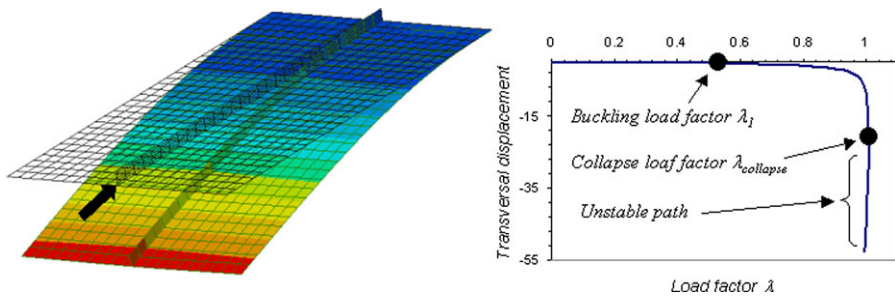 0 0.2 0.4 0.6 0.8 1
-15
-35
-55
Transversal displacement
Buckling load factor λ1
Collapse loaf factor λcollapse
Unstable path
Load factor λ